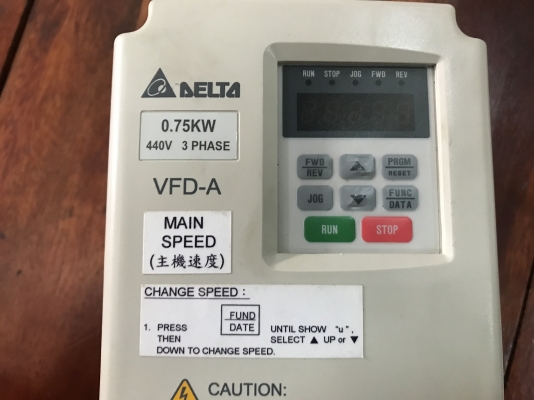 RUN STOP JOG FWD REV
DELTA
0.75KW
440V 3 PHASE
FWD
REV
PRGM
RESET
JOG
FUNC
DATA
RUN
STOP
VFD-A
MAIN
SPEED
(主機速度)
CHANGE SPEED :
1. PRESS FUND DATE UNTIL SHOW "u",
THEN SELECT ▲ UP or ▼
DOWN TO CHANGE SPEED.
CAUTION: